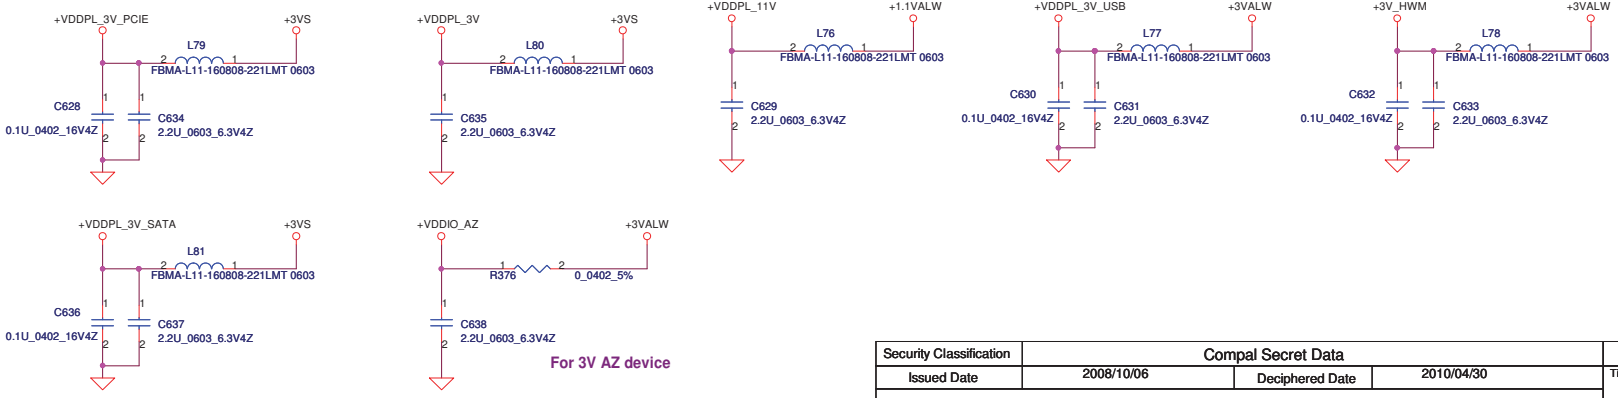 +VDDPL_3V_PCIE
+3VS
L79
2
1
FBMA-L11-160808-221LMT 0603
1
1
C628
C634
0.1U_0402_16V4Z
2.2U_0603_6.3V4Z
2
2
+VDDPL_3V
+3VS
L80
2
1
FBMA-L11-160808-221LMT 0603
1
C635
2.2U_0603_6.3V4Z
2
+VDDPL_11V
+1.1VALW
L76
2
1
FBMA-L11-160808-221LMT 0603
1
C629
2.2U_0603_6.3V4Z
2
+VDDPL_3V_USB
+3VALW
L77
2
1
FBMA-L11-160808-221LMT 0603
1
1
C630
C631
0.1U_0402_16V4Z
2.2U_0603_6.3V4Z
2
2
+3V_HWM
+3VALW
L78
2
1
FBMA-L11-160808-221LMT 0603
1
1
C632
C633
0.1U_0402_16V4Z
2.2U_0603_6.3V4Z
2
2
+VDDPL_3V_SATA
+3VS
L81
2
1
FBMA-L11-160808-221LMT 0603
1
1
C636
C637
0.1U_0402_16V4Z
2.2U_0603_6.3V4Z
2
2
+VDDIO_AZ
+3VALW
1
2
R376
0_0402_5%
1
C638
2.2U_0603_6.3V4Z
2
For 3V AZ device
Security Classification
Compal Secret Data
Issued Date
2008/10/06
Deciphered Date
2010/04/30